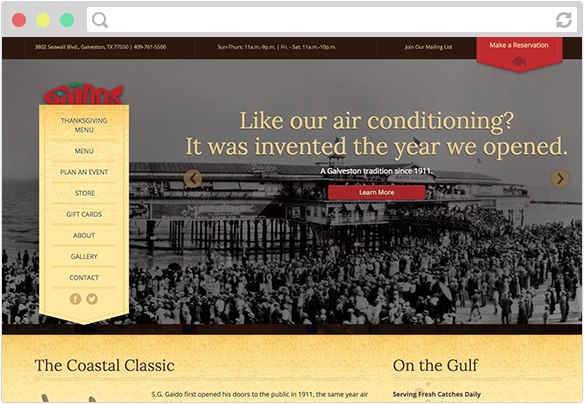 3802 Seawall Blvd., Galveston, TX 77550 | 409-761-5500
Sun-Thurs: 11a.m.-9p.m. | Fri. - Sat: 11a.m.-10p.m.
Join Our Mailing List
Make a Reservation
GAIDOS
THANKSGIVING
MENU
MENU
PLAN AN EVENT
STORE
GIFT CARDS
ABOUT
GALLERY
CONTACT
Like our air conditioning?
It was invented the year we opened.
A Galveston tradition since 1911.
Learn More
The Coastal Classic
S.G. Gaido first opened his doors to the public in 1911, the same year air
On the Gulf
Serving Fresh Catches Daily